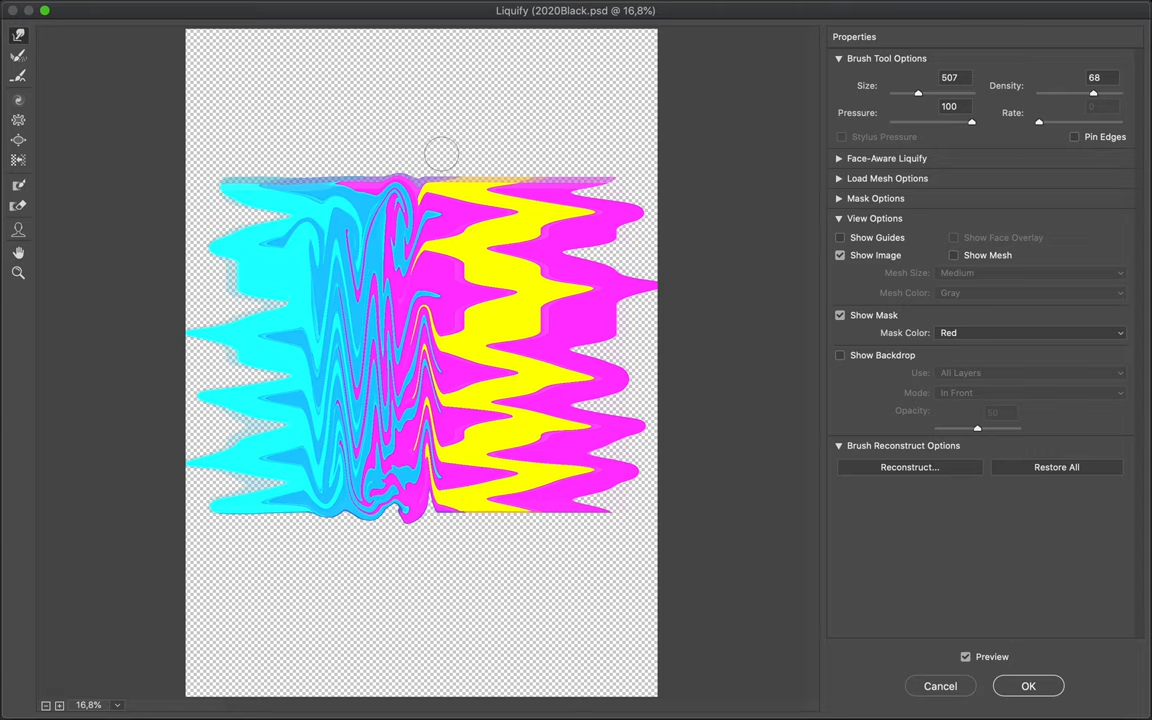 Liquify (2020Black.psd @ 16,8%)
Properties
Brush Tool Options
Size: 507 Density: 68
Pressure: 100 Rate: 0
Stylus Pressure Pin Edges
Face-Aware Liquify
Load Mesh Options
Mask Options
View Options
Show Guides Show Face Overlay
Show Image Show Mesh
Mesh Size: Medium
Mesh Color: Gray
Show Mask
Mask Color: Red
Show Backdrop
Use: All Layers
Mode: In Front
Opacity: 50
Brush Reconstruct Options
Reconstruct... Restore All
Preview
Cancel OK
16,8%